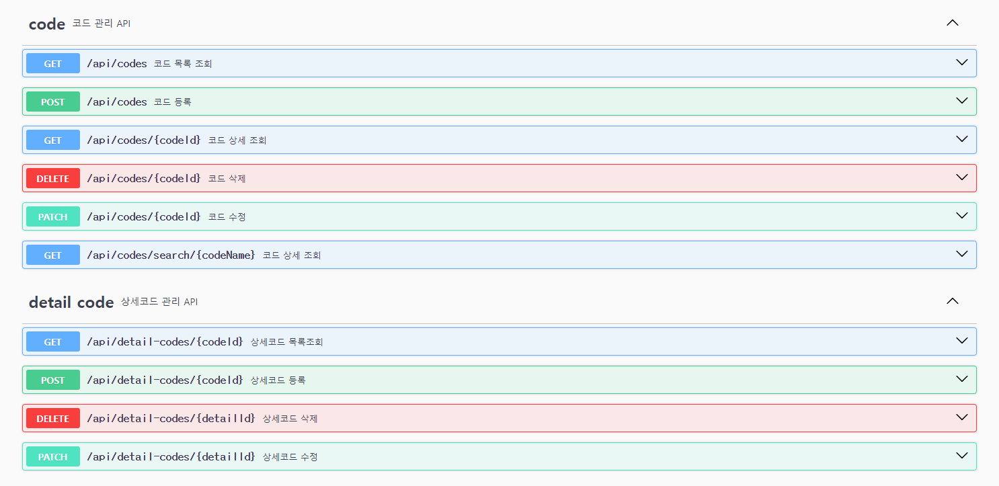 code 코드 관리 API
GET /api/codes 코드 목록 조회
POST /api/codes 코드 등록
GET /api/codes/{codeId} 코드 상세 조회
DELETE /api/codes/{codeId} 코드 삭제
PATCH /api/codes/{codeId} 코드 수정
GET /api/codes/search/{codeName} 코드 상세 조회
detail code 상세코드 관리 API
GET /api/detail-codes/{codeId} 상세코드 목록조회
POST /api/detail-codes/{codeId} 상세코드 등록
DELETE /api/detail-codes/{detailId} 상세코드 삭제
PATCH /api/detail-codes/{detailId} 상세코드 수정